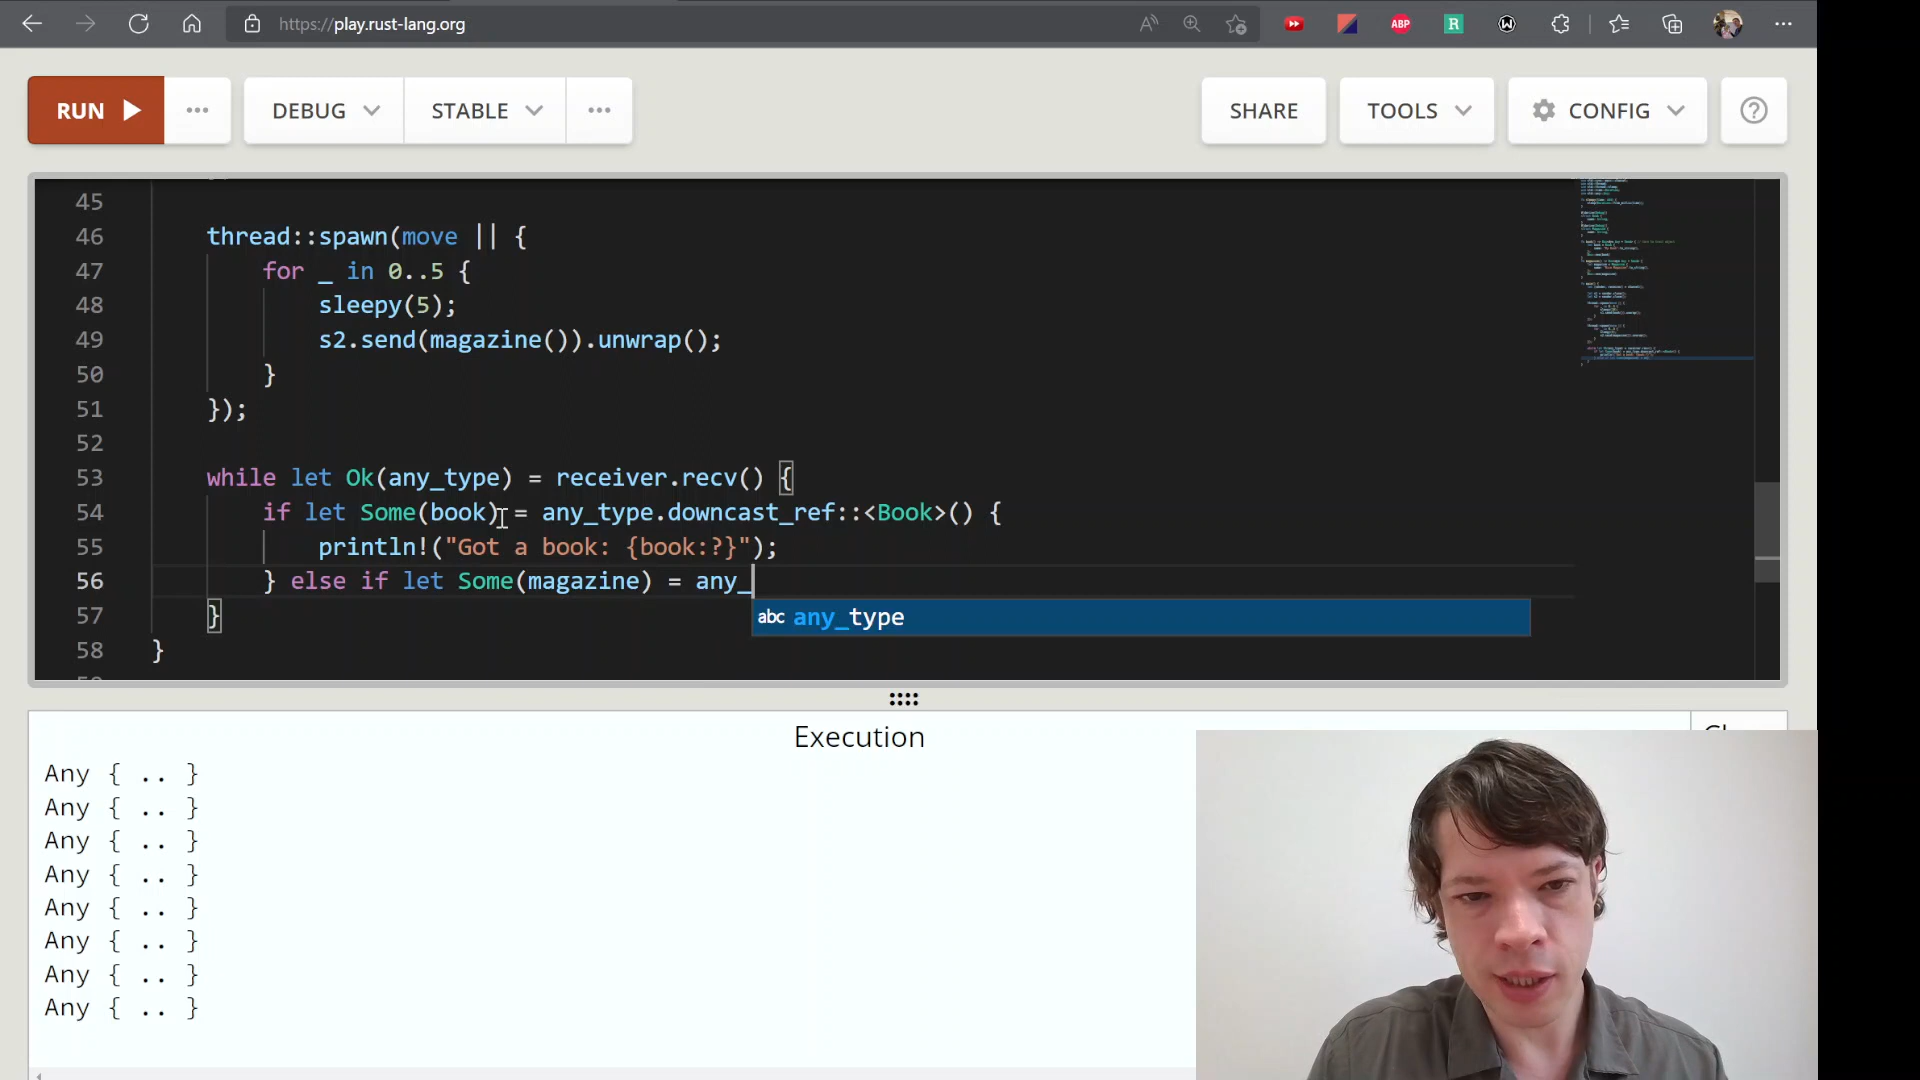 https://play.rust-lang.org
ABP
R
RUN
DEBUG
STABLE
SHARE
TOOLS
CONFIG
45
46 thread::spawn(move || {
47 for _ in 0..5 {
48 sleepy(5);
49 s2.send(magazine()).unwrap();
50 }
51 });
52
53 while let Ok(any_type) = receiver.recv() {
54 if let Some(book) = any_type.downcast_ref::<Book>() {
55 println!("Got a book: {book:?}");
56 } else if let Some(magazine) = any_
abc any_type
57 }
58 }
Execution
Any { .. }
Any { .. }
Any { .. }
Any { .. }
Any { .. }
Any { .. }
Any { .. }
Any { .. }